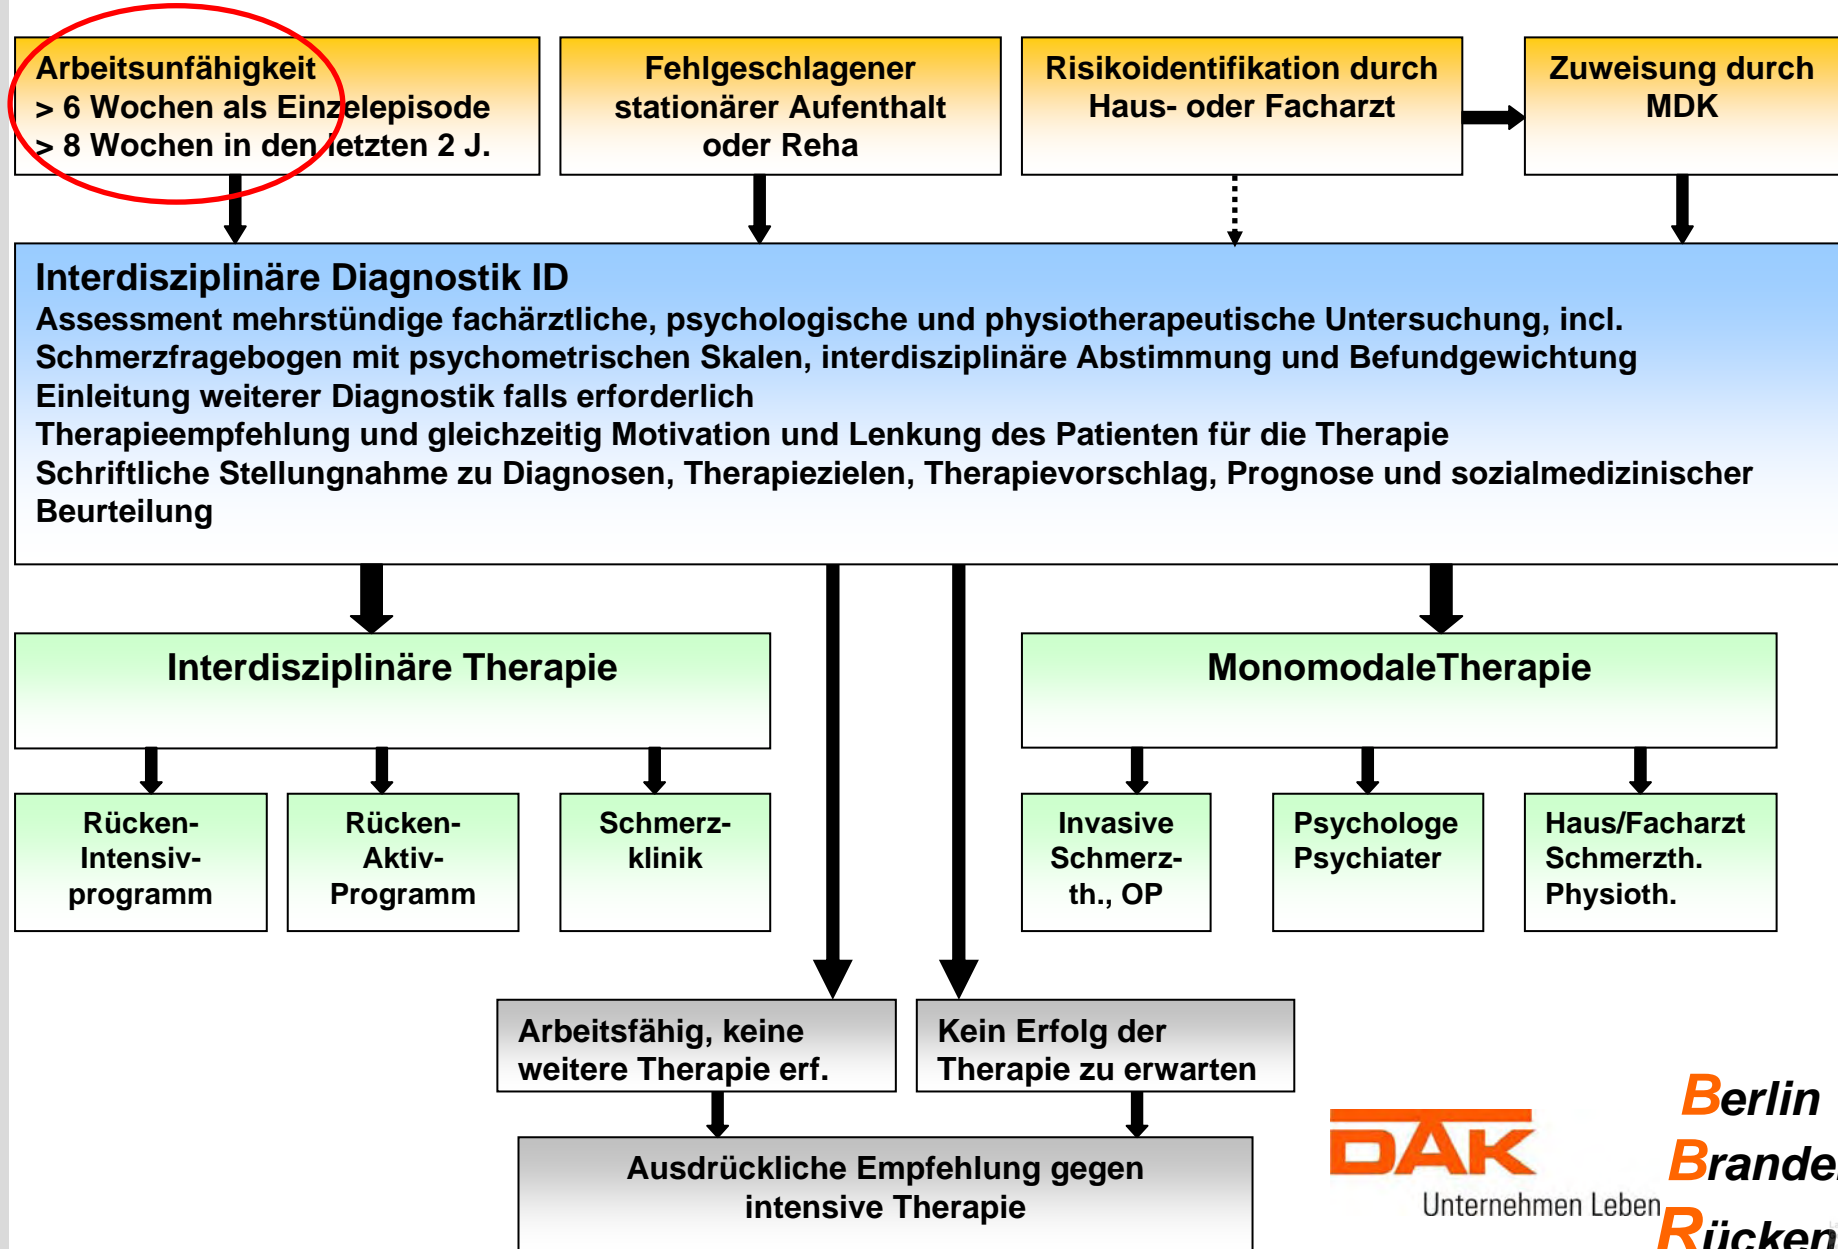 Arbeitsunfähigkeit
> 6 Wochen als Einzelepisode
> 8 Wochen in den letzten 2 J.
Fehlgeschlagener
stationärer Aufenthalt
oder Reha
Risikoidentifikation durch
Haus- oder Facharzt
Zuweisung durch
MDK
Interdisziplinäre Diagnostik ID
Assessment mehrstündige fachärztliche, psychologische und physiotherapeutische Untersuchung, incl.
Schmerzfragebogen mit psychometrischen Skalen, interdisziplinäre Abstimmung und Befundgewichtung
Einleitung weiterer Diagnostik falls erforderlich
Therapieempfehlung und gleichzeitig Motivation und Lenkung des Patienten für die Therapie
Schriftliche Stellungnahme zu Diagnosen, Therapiezielen, Therapievorschlag, Prognose und sozialmedizinischer
Beurteilung
Interdisziplinäre Therapie
MonomodaleTherapie
Rücken-
Intensiv-
programm
Rücken-
Aktiv-
Programm
Schmerz-
klinik
Invasive
Schmerz-
th., OP
Psychologe
Psychiater
Haus/Facharzt
Schmerzth.
Physioth.
Arbeitsfähig, keine
weitere Therapie erf.
Kein Erfolg der
Therapie zu erwarten
Ausdrückliche Empfehlung gegen
intensive Therapie
DAK
Unternehmen Leben
Berlin
Brande
Rücken